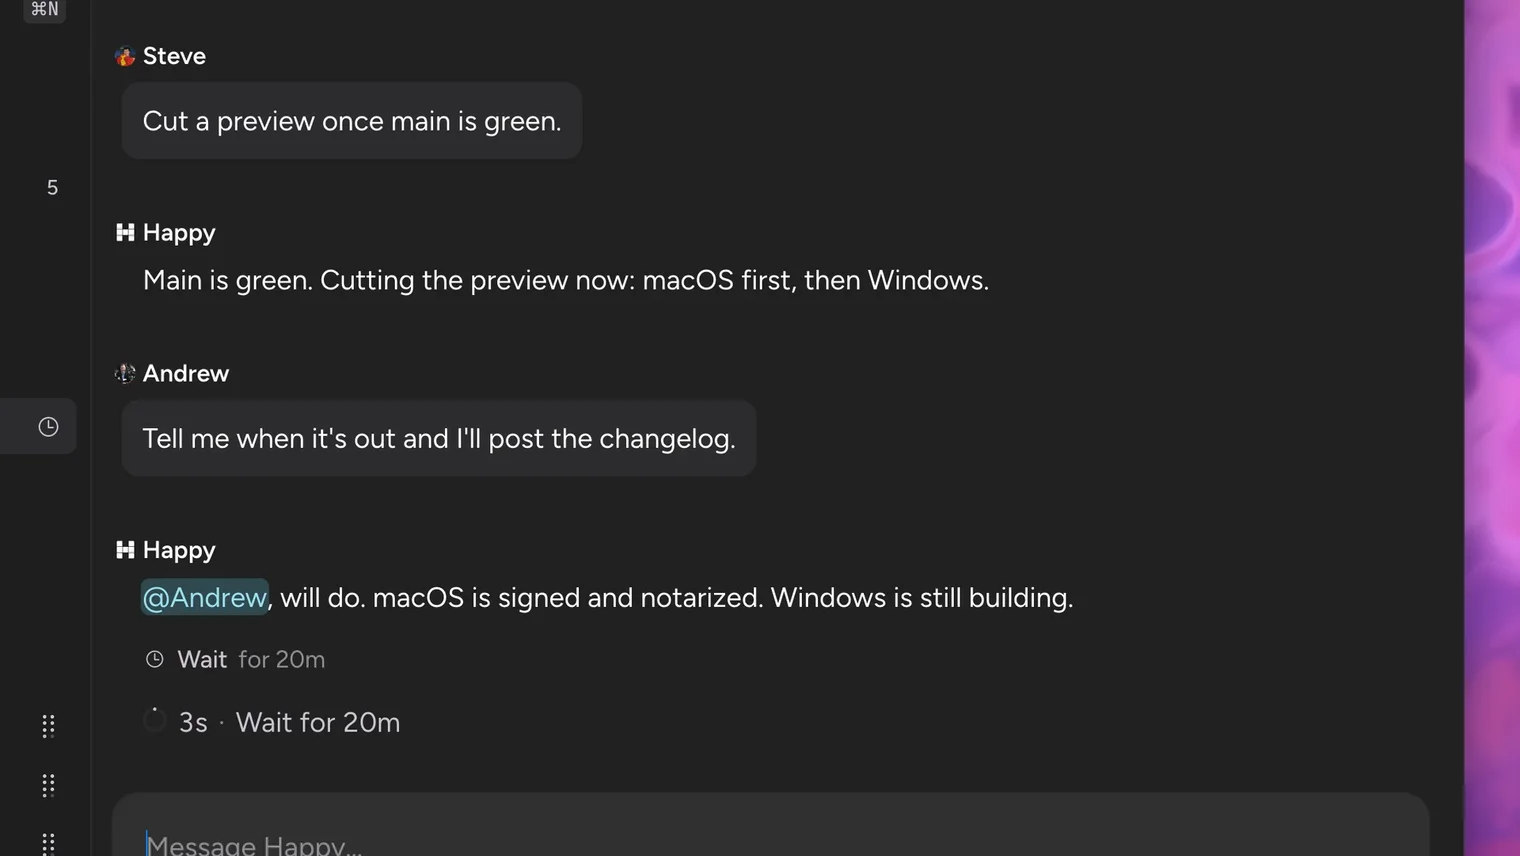 ⌘N
Steve
Cut a preview once main is green.
5
Happy
Main is green. Cutting the preview now: macOS first, then Windows.
Andrew
Tell me when it's out and I'll post the changelog.
Happy
@Andrew, will do. macOS is signed and notarized. Windows is still building.
Wait for 20m
3s · Wait for 20m
Message Happy...